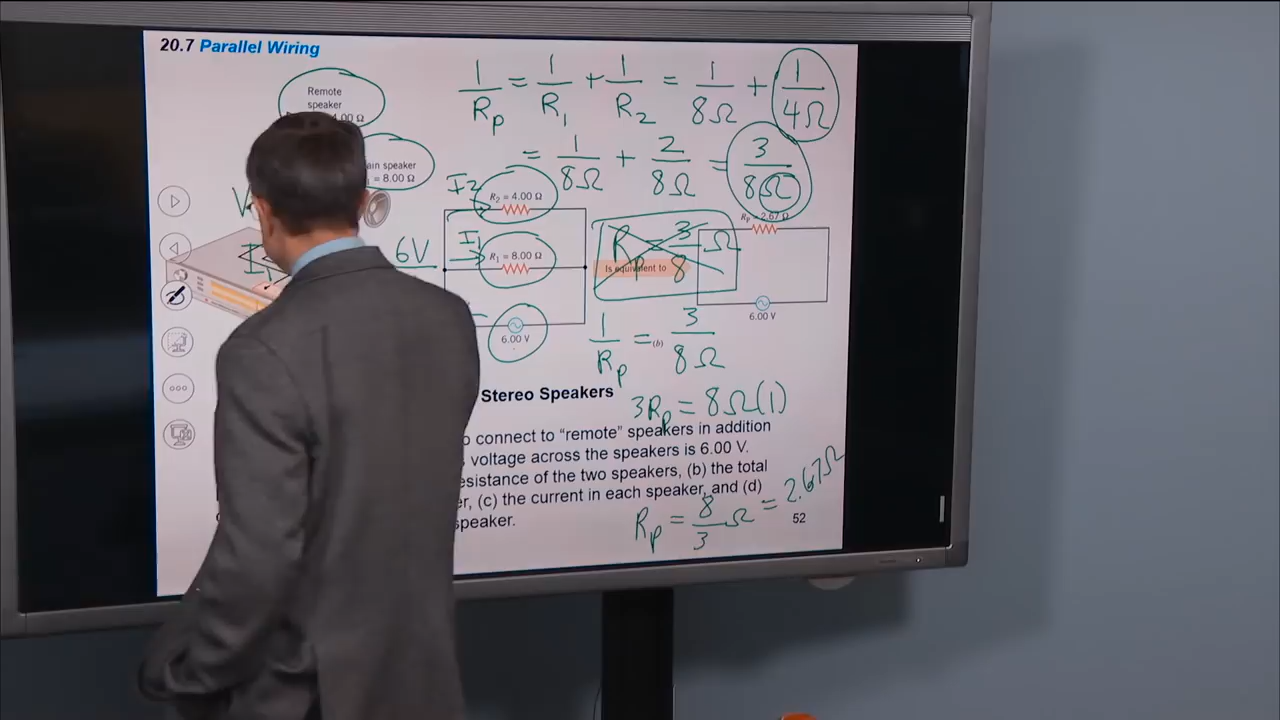 20.7 Parallel Wiring
1/Rp = 1/R1 + 1/R2 = 1/8Ω + 1/4Ω
= 1/8Ω + 2/8Ω = 3/8Ω
Remote
speaker
4.00 Ω
ain speaker
= 8.00 Ω
V
I1
I2
R2 = 4.00 Ω
6V
I1
R1 = 8.00 Ω
6.00 V
Rp = 3/8 Ω
Is equivalent to
Rp = 2.67 Ω
6.00 V
(b)
1/Rp = 3/8Ω
3Rp = 8Ω(1)
Rp = 8/3 Ω = 2.67Ω
Stereo Speakers
o connect to "remote" speakers in addition
voltage across the speakers is 6.00 V.
esistance of the two speakers, (b) the total
er, (c) the current in each speaker, and (d)
speaker.
52